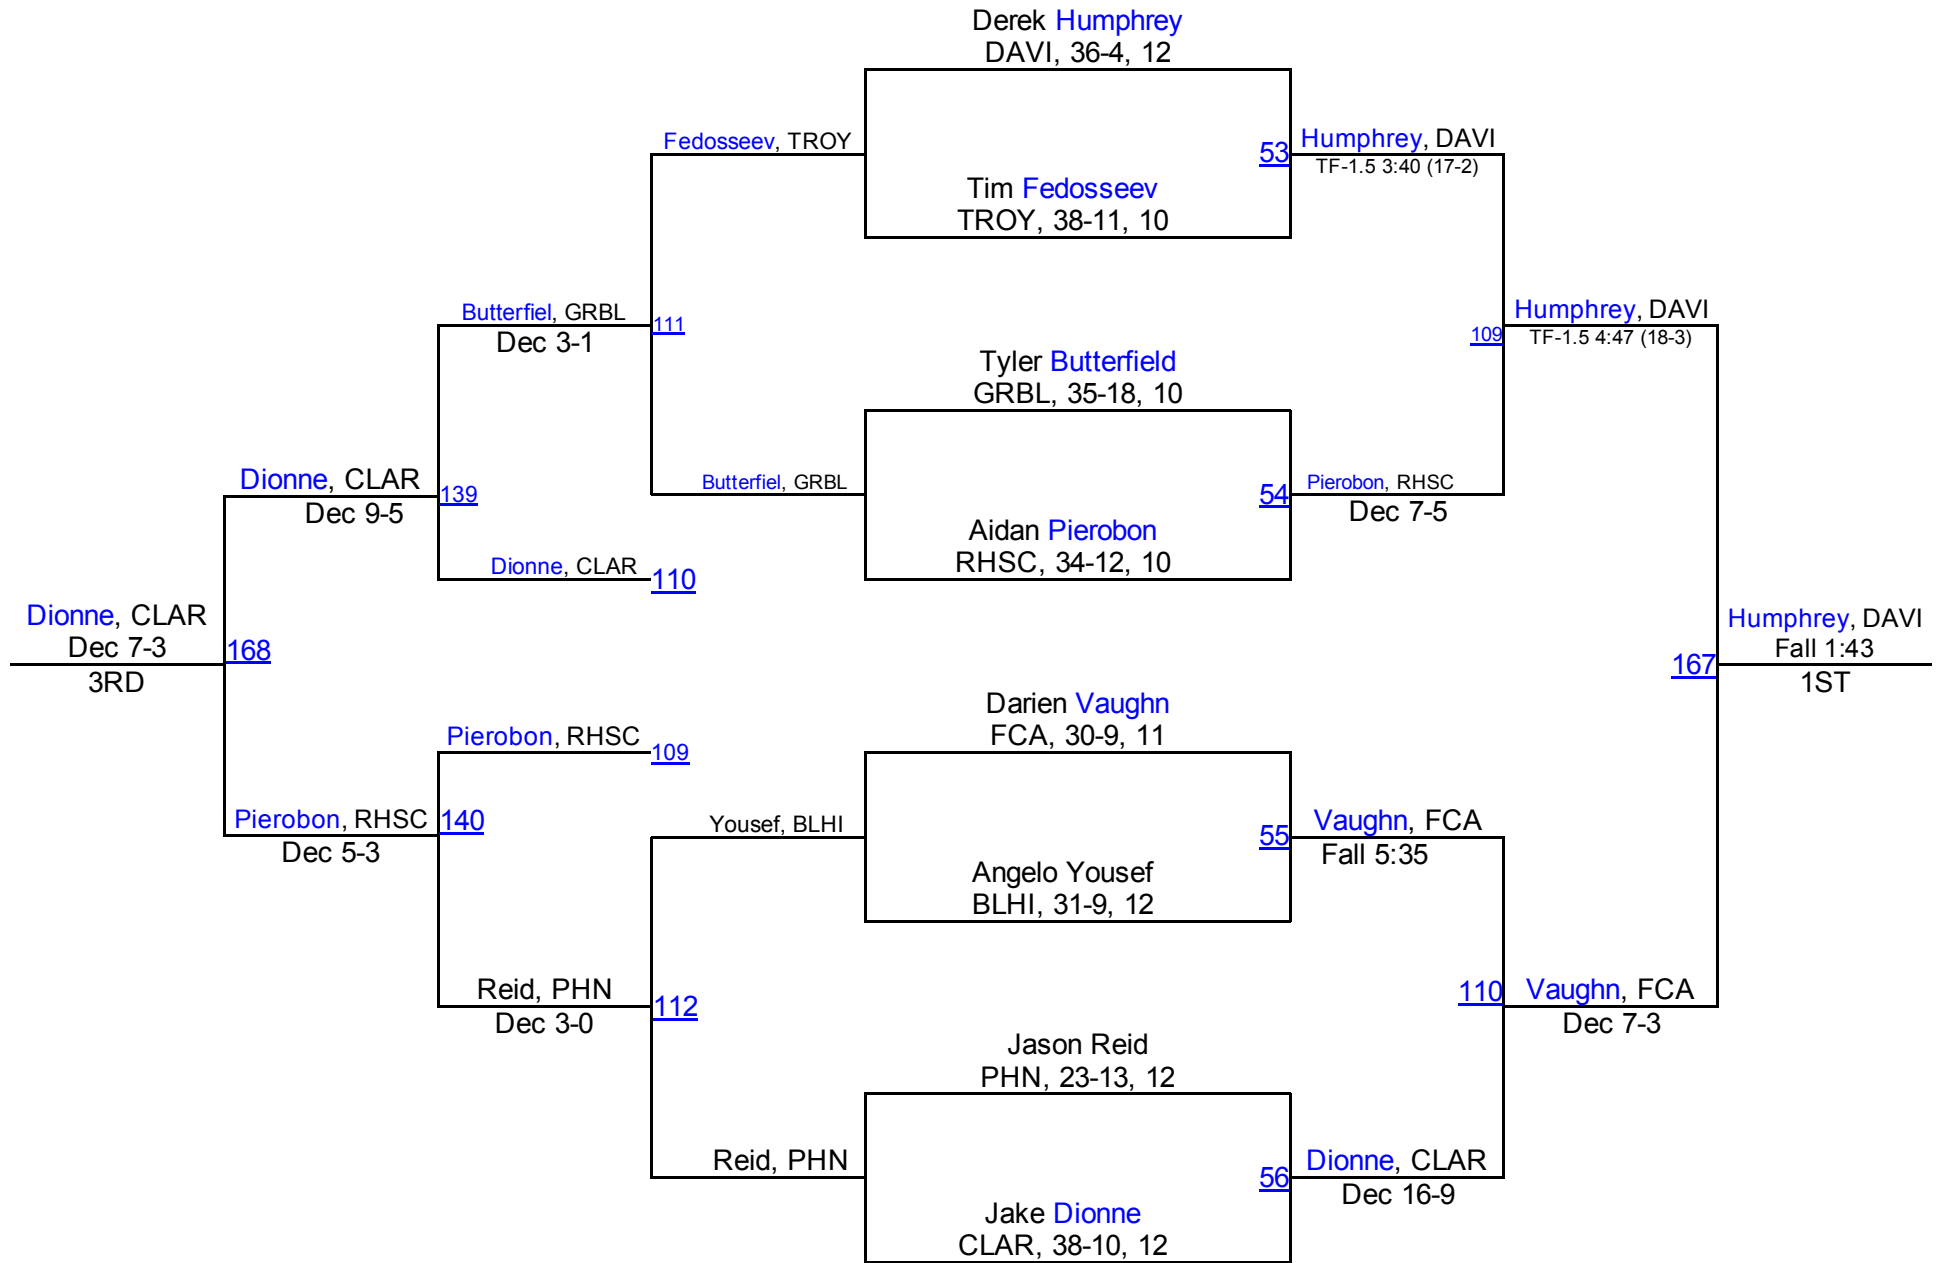 Derek Humphrey
DAVI, 36-4, 12
Fedosseev, TROY
53
Humphrey, DAVI
TF-1.5 3:40 (17-2)
Tim Fedosseev
TROY, 38-11, 10
Butterfiel, GRBL
Dec 3-1
111
109
Humphrey, DAVI
TF-1.5 4:47 (18-3)
Tyler Butterfield
GRBL, 35-18, 10
Dionne, CLAR
Dec 9-5
139
Butterfiel, GRBL
54
Pierobon, RHSC
Dec 7-5
Aidan Pierobon
RHSC, 34-12, 10
Dionne, CLAR
110
Dionne, CLAR
Dec 7-3
3RD
168
167
Humphrey, DAVI
Fall 1:43
1ST
Darien Vaughn
FCA, 30-9, 11
Pierobon, RHSC
109
Pierobon, RHSC
Dec 5-3
140
Yousef, BLHI
55
Vaughn, FCA
Fall 5:35
Angelo Yousef
BLHI, 31-9, 12
Reid, PHN
Dec 3-0
112
110
Vaughn, FCA
Dec 7-3
Jason Reid
PHN, 23-13, 12
Reid, PHN
56
Dionne, CLAR
Dec 16-9
Jake Dionne
CLAR, 38-10, 12